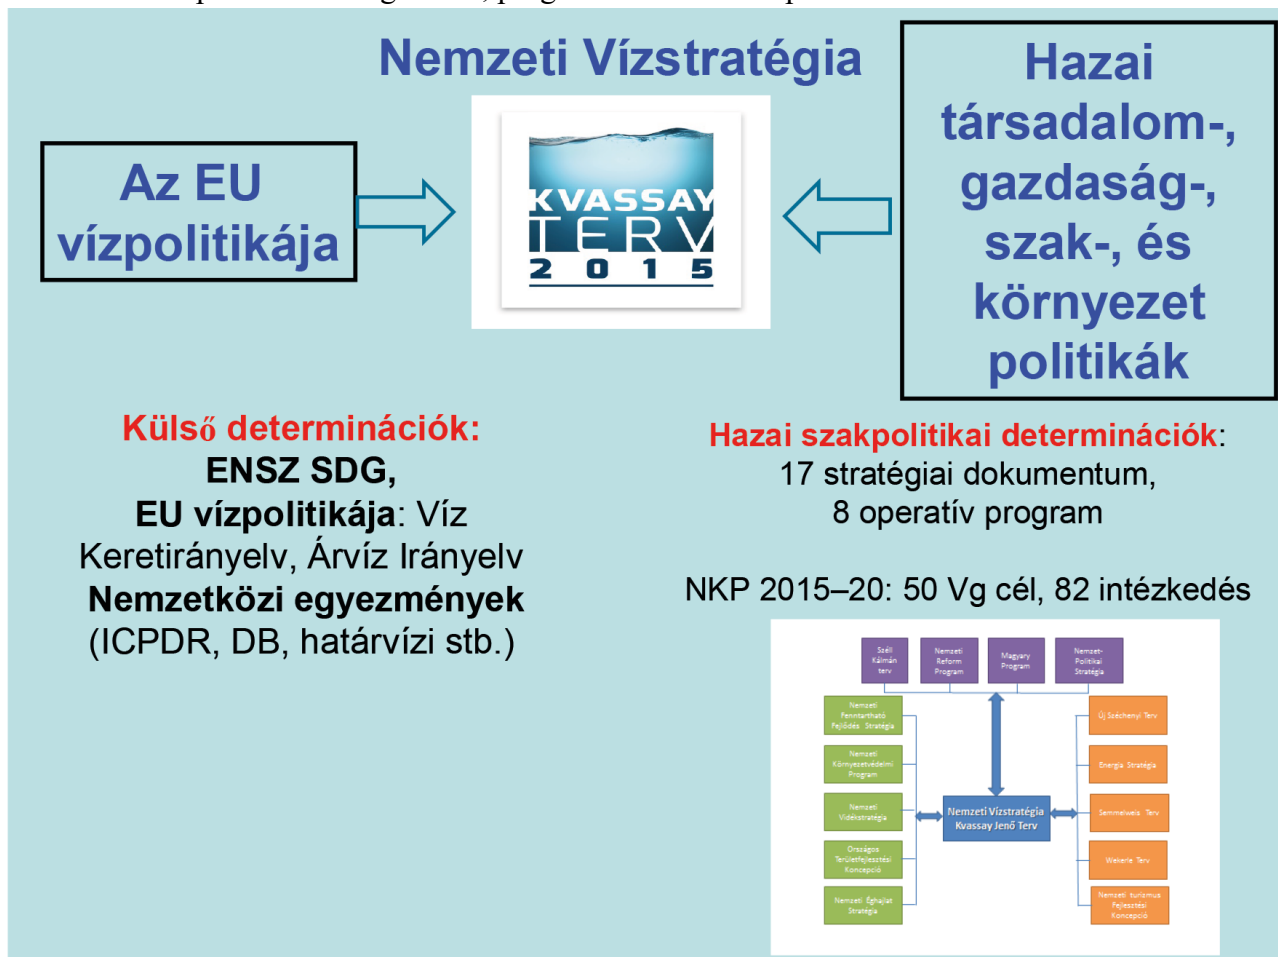 Nemzeti Vízstratégia
Az EU
vízpolitikája
KVASSAY
TERV
2015
Hazai
társadalom-,
gazdaság-,
szak-, és
környezet
politikák
Külső determinációk:
ENSZ SDG,
EU vízpolitikája: Víz
Keretirányelv, Árvíz Irányelv
Nemzetközi egyezmények
(ICPDR, DB, határvízi stb.)
Hazai szakpolitikai determinációk:
17 stratégiai dokumentum,
8 operatív program
NKP 2015–20: 50 Vg cél, 82 intézkedés
Széll
Kálmán
terv
Nemzeti
Reform
Program
Magyary
Program
Nemzet-
Politikai
Stratégia
Nemzeti
Fenntartható
Fejlődés Stratégia
Nemzeti
Környezetvédelmi
Program
Nemzeti
Vidékstratégia
Országos
Területfejlesztési
Koncepció
Nemzeti Éghajlat
Stratégia
Nemzeti Vízstratégia
Kvassay Jenő Terv
Új Széchenyi Terv
Energia Stratégia
Semmelweis Terv
Wekerle Terv
Nemzeti turizmus
Fejlesztési
Koncepció